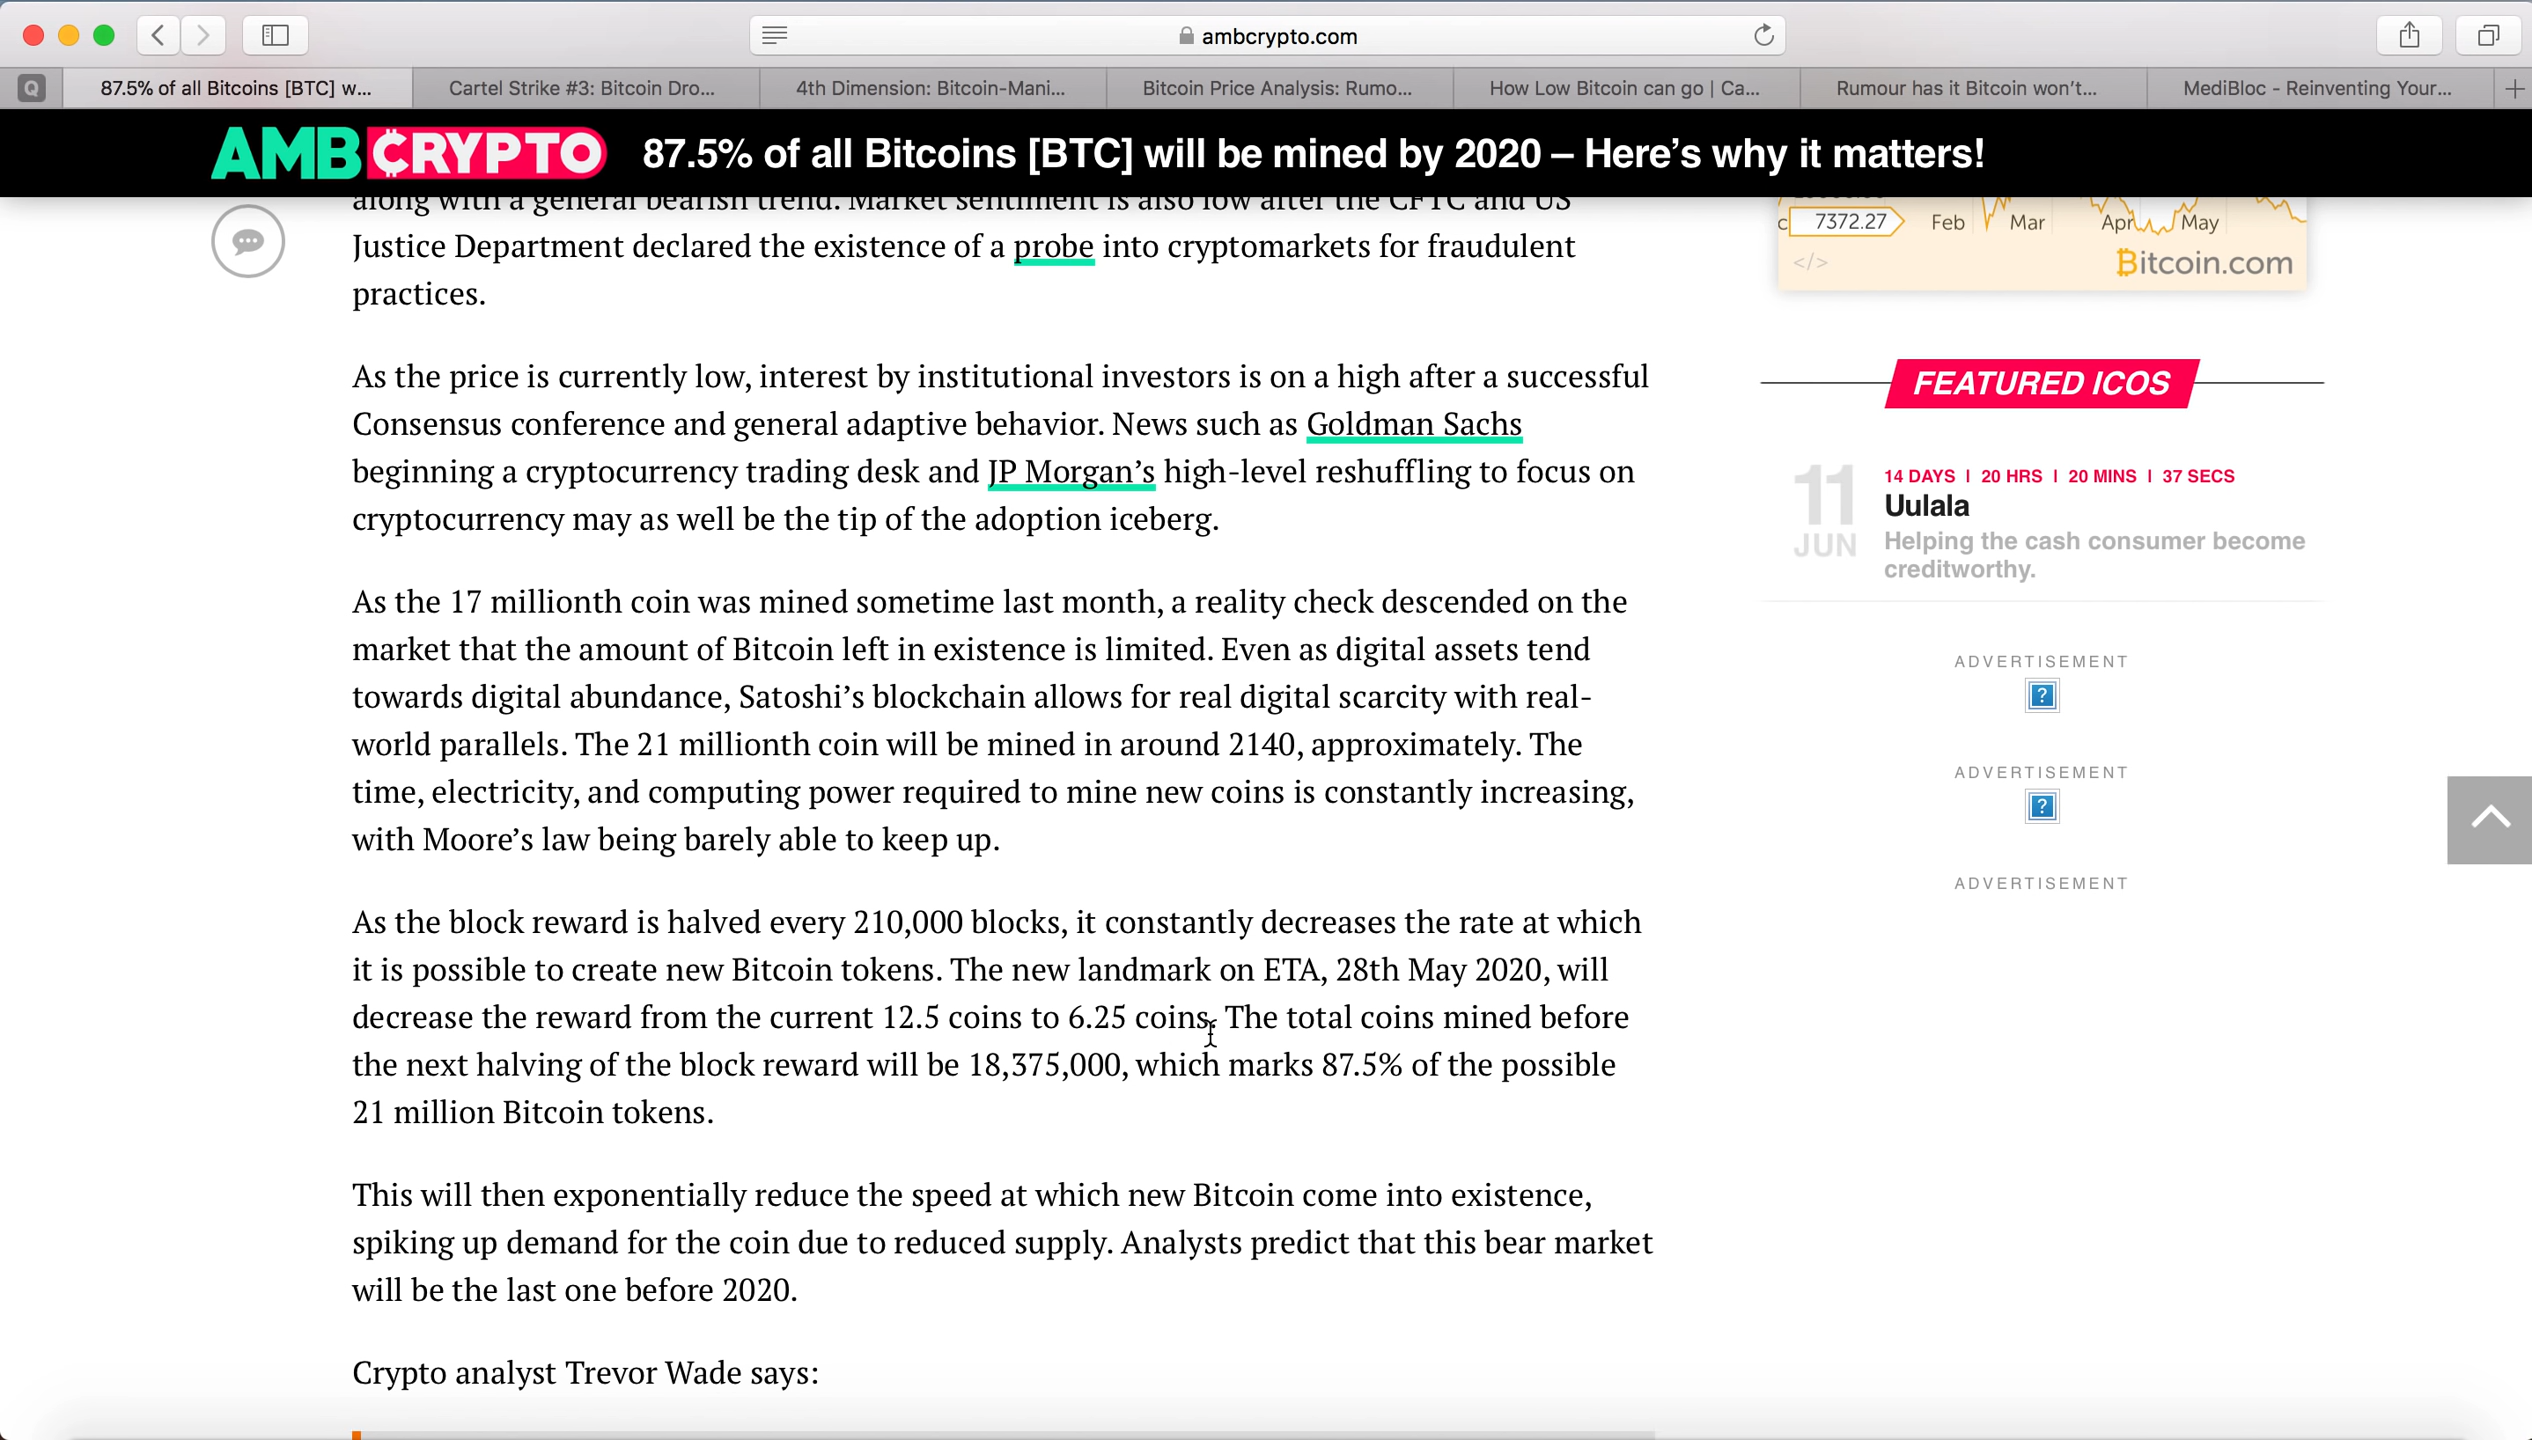 ambcrypto.com
Q
87.5% of all Bitcoins [BTC] w...
Cartel Strike #3: Bitcoin Dro...
4th Dimension: Bitcoin-Mani...
Bitcoin Price Analysis: Rumo...
How Low Bitcoin can go | Ca...
Rumour has it Bitcoin won't...
MediBloc - Reinventing Your...
AMBCRYPTO 87.5% of all Bitcoins [BTC] will be mined by 2020 – Here's why it matters!
along with a general bearish trend. Market sentiment is also low after the CFTC and US
Justice Department declared the existence of a probe into cryptomarkets for fraudulent
practices.
As the price is currently low, interest by institutional investors is on a high after a successful
Consensus conference and general adaptive behavior. News such as Goldman Sachs
beginning a cryptocurrency trading desk and JP Morgan's high-level reshuffling to focus on
cryptocurrency may as well be the tip of the adoption iceberg.
As the 17 millionth coin was mined sometime last month, a reality check descended on the
market that the amount of Bitcoin left in existence is limited. Even as digital assets tend
towards digital abundance, Satoshi's blockchain allows for real digital scarcity with real-
world parallels. The 21 millionth coin will be mined in around 2140, approximately. The
time, electricity, and computing power required to mine new coins is constantly increasing,
with Moore's law being barely able to keep up.
As the block reward is halved every 210,000 blocks, it constantly decreases the rate at which
it is possible to create new Bitcoin tokens. The new landmark on ETA, 28th May 2020, will
decrease the reward from the current 12.5 coins to 6.25 coins. The total coins mined before
the next halving of the block reward will be 18,375,000, which marks 87.5% of the possible
21 million Bitcoin tokens.
This will then exponentially reduce the speed at which new Bitcoin come into existence,
spiking up demand for the coin due to reduced supply. Analysts predict that this bear market
will be the last one before 2020.
Crypto analyst Trevor Wade says:
c 7372.27 Feb Mar Apr May
</> Bitcoin.com
FEATURED ICOS
11
JUN
14 DAYS | 20 HRS | 20 MINS | 37 SECS
Uulala
Helping the cash consumer become
creditworthy.
ADVERTISEMENT
?
ADVERTISEMENT
?
ADVERTISEMENT